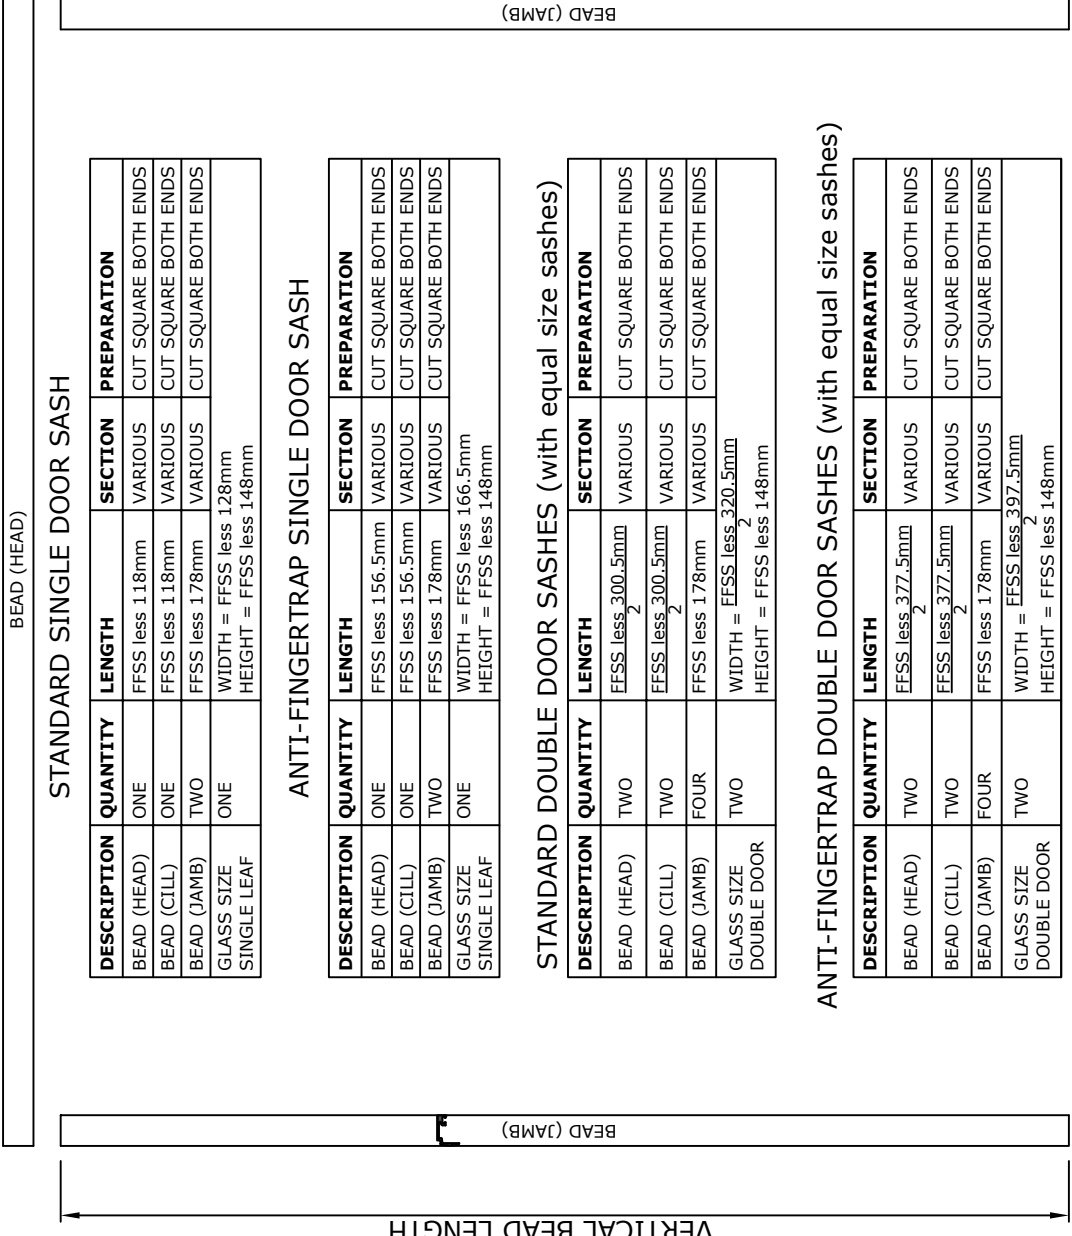 BEAD (HEAD)
BEAD (JAMB)
STANDARD SINGLE DOOR SASH
DESCRIPTION QUANTITY LENGTH SECTION PREPARATION
BEAD (HEAD) ONE FFSS less 118mm VARIOUS CUT SQUARE BOTH ENDS
BEAD (CILL) ONE FFSS less 118mm VARIOUS CUT SQUARE BOTH ENDS
BEAD (JAMB) TWO FFSS less 178mm VARIOUS CUT SQUARE BOTH ENDS
GLASS SIZE ONE WIDTH = FFSS less 128mm
SINGLE LEAF HEIGHT = FFSS less 148mm
ANTI-FINGERTRAP SINGLE DOOR SASH
DESCRIPTION QUANTITY LENGTH SECTION PREPARATION
BEAD (HEAD) ONE FFSS less 156.5mm VARIOUS CUT SQUARE BOTH ENDS
BEAD (CILL) ONE FFSS less 156.5mm VARIOUS CUT SQUARE BOTH ENDS
BEAD (JAMB) TWO FFSS less 178mm VARIOUS CUT SQUARE BOTH ENDS
GLASS SIZE ONE WIDTH = FFSS less 166.5mm
SINGLE LEAF HEIGHT = FFSS less 148mm
STANDARD DOUBLE DOOR SASHES (with equal size sashes)
DESCRIPTION QUANTITY LENGTH SECTION PREPARATION
BEAD (HEAD) TWO FFSS less 300.5mm VARIOUS CUT SQUARE BOTH ENDS
2
BEAD (CILL) TWO FFSS less 300.5mm VARIOUS CUT SQUARE BOTH ENDS
2
BEAD (JAMB) FOUR FFSS less 178mm VARIOUS CUT SQUARE BOTH ENDS
GLASS SIZE TWO WIDTH = FFSS less 320.5mm
2
DOUBLE DOOR HEIGHT = FFSS less 148mm
ANTI-FINGERTRAP DOUBLE DOOR SASHES (with equal size sashes)
DESCRIPTION QUANTITY LENGTH SECTION PREPARATION
BEAD (HEAD) TWO FFSS less 377.5mm VARIOUS CUT SQUARE BOTH ENDS
2
BEAD (CILL) TWO FFSS less 377.5mm VARIOUS CUT SQUARE BOTH ENDS
2
BEAD (JAMB) FOUR FFSS less 178mm VARIOUS CUT SQUARE BOTH ENDS
GLASS SIZE TWO WIDTH = FFSS less 397.5mm
2
DOUBLE DOOR HEIGHT = FFSS less 148mm
BEAD (JAMB)
VERTICAL BEAD LENGTH